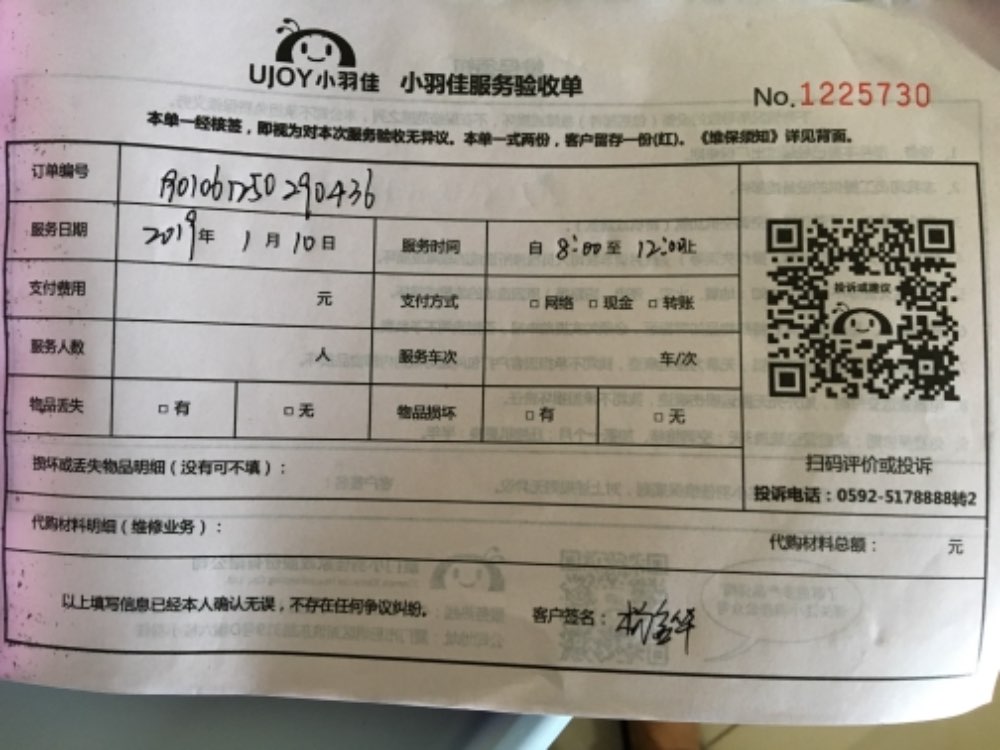 UJOY小羽佳 小羽佳服务验收单
No.1225730
本单一经核签，即视为对本次服务验收无异议。本单一式两份，客户留存一份(红)。《维保须知》详见背面。
订单编号
服务日期 2019年 1月10日 服务时间 自 8:00至 12:00止
支付费用 元 支付方式 □网络 □现金 □转账
服务人数 人 服务车次 车/次
物品丢失 □有 □无 物品损坏 □有 □无
投诉或建议
扫码评价或投诉
投诉电话：0592-5178888转2
损坏或丢失物品明细（没有可不填）：
代购材料明细（维修业务）：
代购材料总额： 元
以上填写信息已经本人确认无误，不存在任何争议纠纷。 客户签名：